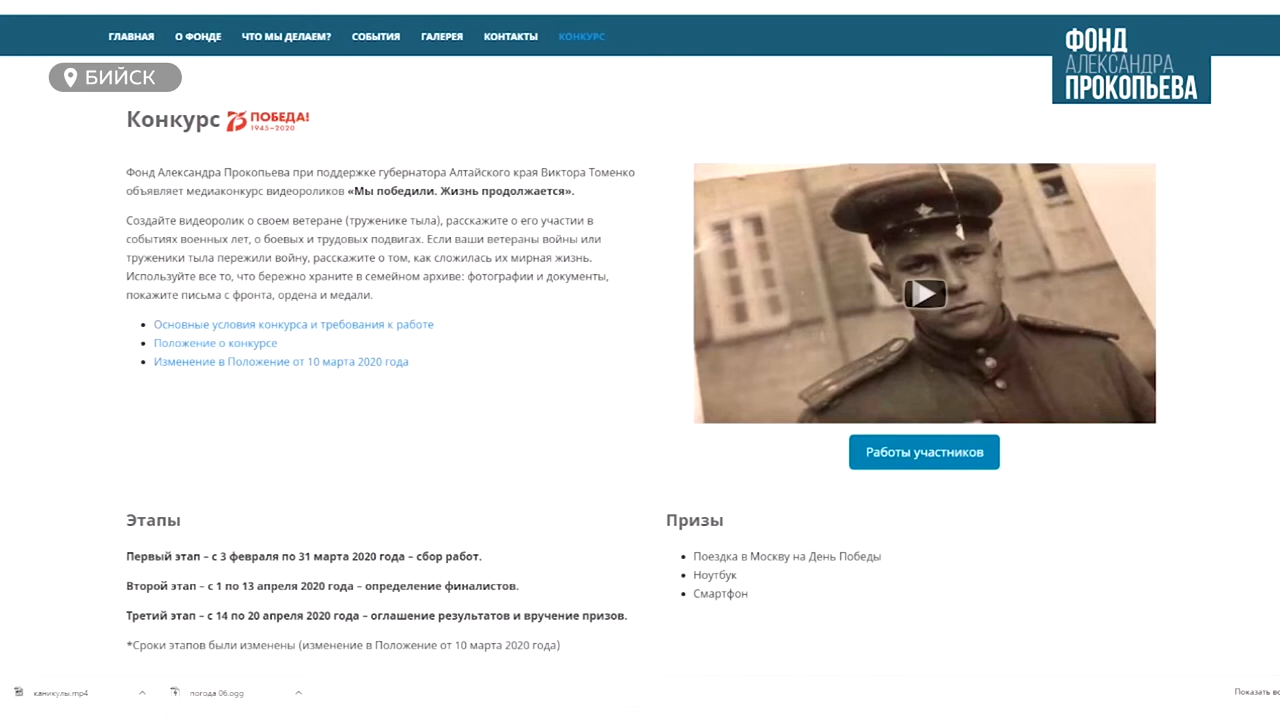 ГЛАВНАЯ О ФОНДЕ ЧТО МЫ ДЕЛАЕМ? СОБЫТИЯ ГАЛЕРЕЯ КОНТАКТЫ КОНКУРС
ФОНД
АЛЕКСАНДРА
ПРОКОПЬЕВА
БИЙСК
Конкурс 75 ПОБЕДА!
1945–2020
Фонд Александра Прокопьева при поддержке губернатора Алтайского края Виктора Томенко
объявляет медиаконкурс видеороликов «Мы победили. Жизнь продолжается».
Создайте видеоролик о своем ветеране (труженике тыла), расскажите о его участии в
событиях военных лет, о боевых и трудовых подвигах. Если ваши ветераны войны или
труженики тыла пережили войну, расскажите о том, как сложилась их мирная жизнь.
Используйте все то, что бережно храните в семейном архиве: фотографии и документы,
покажите письма с фронта, ордена и медали.
• Основные условия конкурса и требования к работе
• Положение о конкурсе
• Изменение в Положение от 10 марта 2020 года
Работы участников
Этапы
Первый этап – с 3 февраля по 31 марта 2020 года – сбор работ.
Второй этап – с 1 по 13 апреля 2020 года – определение финалистов.
Третий этап – с 14 по 20 апреля 2020 года – оглашение результатов и вручение призов.
*Сроки этапов были изменены (изменение в Положение от 10 марта 2020 года)
Призы
• Поездка в Москву на День Победы
• Ноутбук
• Смартфон
каникулы.mp4 погода 06.ogg Показать вс